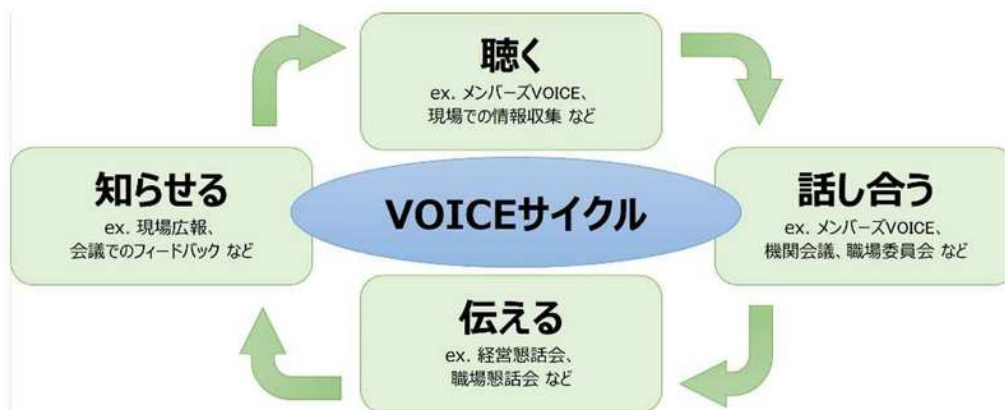 聴く
ex. メンバーズVOICE、
現場での情報収集 など
知らせる
ex. 現場広報、
会議でのフィードバック など
VOICEサイクル
話し合う
ex. メンバーズVOICE、
機関会議、職場委員会 など
伝える
ex. 経営懇話会、
職場懇話会 など